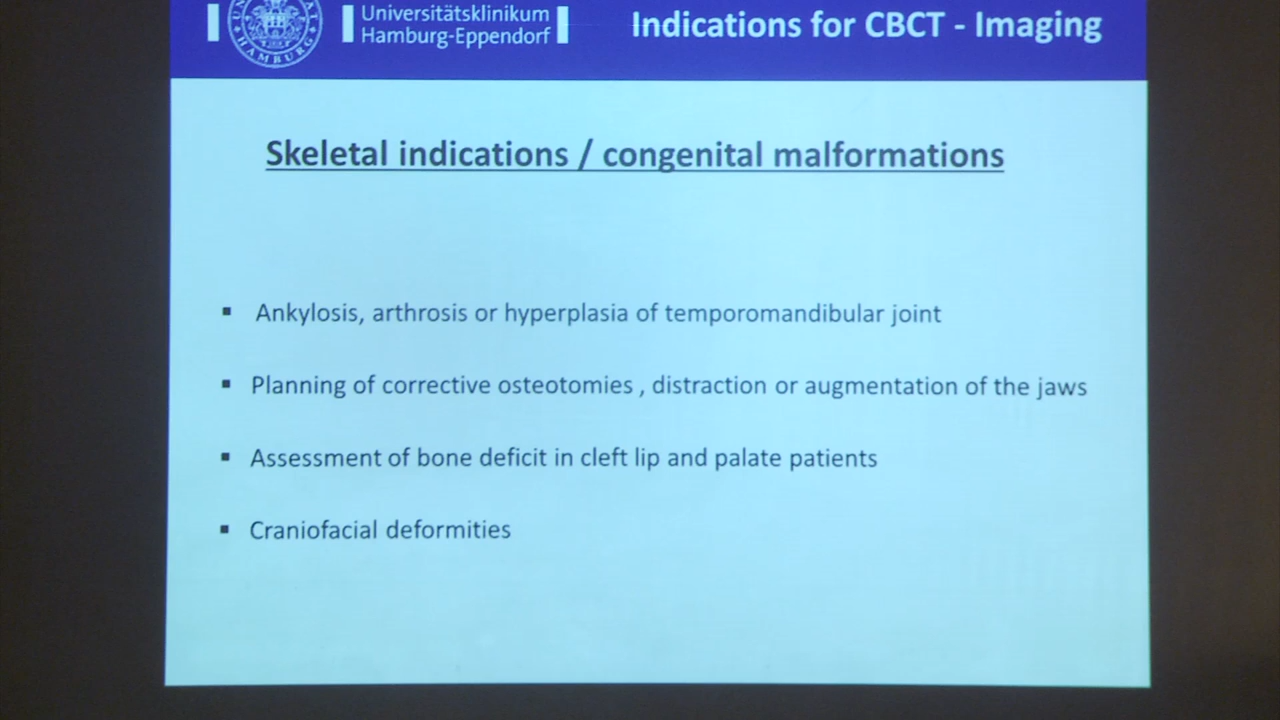 Universitätsklinikum
Hamburg-Eppendorf
Indications for CBCT - Imaging
HAMBURG
Skeletal indications / congenital malformations
▪ Ankylosis, arthrosis or hyperplasia of temporomandibular joint
▪ Planning of corrective osteotomies , distraction or augmentation of the jaws
▪ Assessment of bone deficit in cleft lip and palate patients
▪ Craniofacial deformities